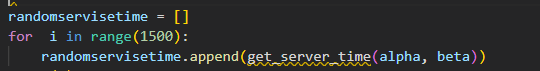 randomservisetime = []
for  i in range(1500):
    randomservisetime.append(get_server_time(alpha, beta))